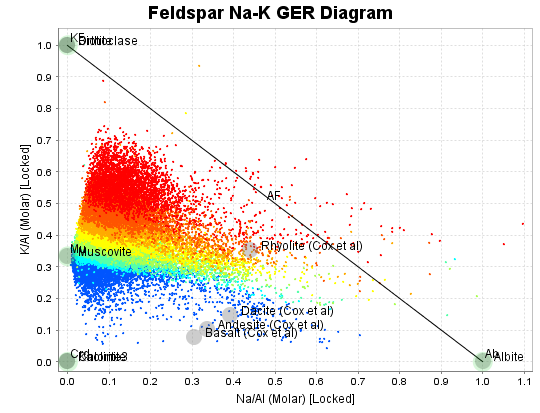 Feldspar Na-K GER Diagram
K/Al (Molar) [Locked]
1.0
0.9
0.8
0.7
0.6
0.5
0.4
0.3
0.2
0.1
0.0
AF
Rhyolite (Cox et al)
Muscovite
Dacite (Cox et al)
Andesite (Cox et al)
Basalt (Cox et al)
Ab
Albite
0.0 0.1 0.2 0.3 0.4 0.5 0.6 0.7 0.8 0.9 1.0 1.1
Na/Al (Molar) [Locked]